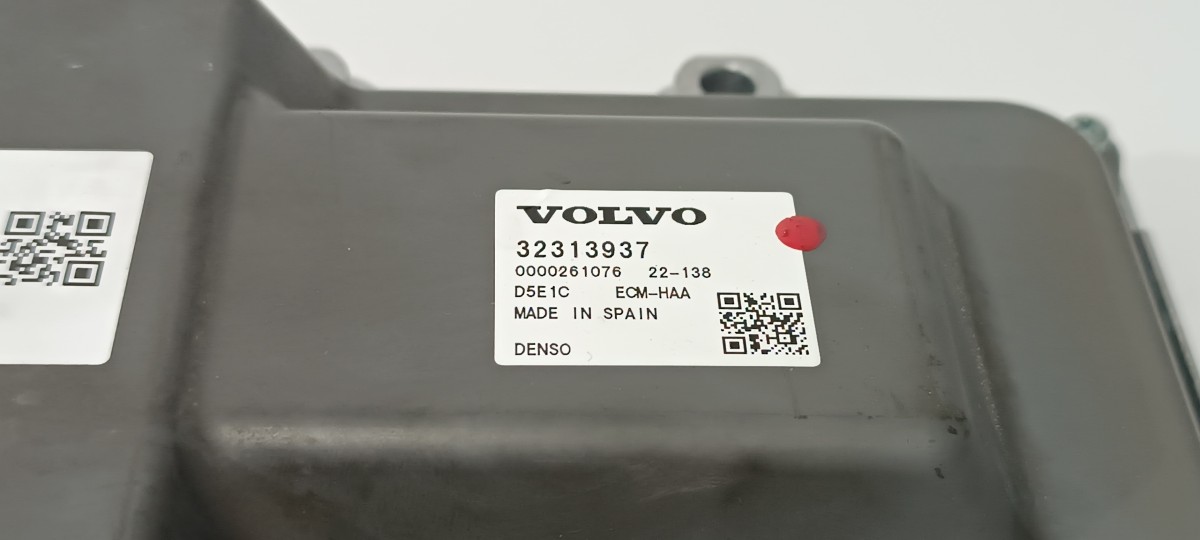 VOLVO
32313937
0000261076 22-138
D5E1C ECM-HAA
MADE IN SPAIN
DENSO